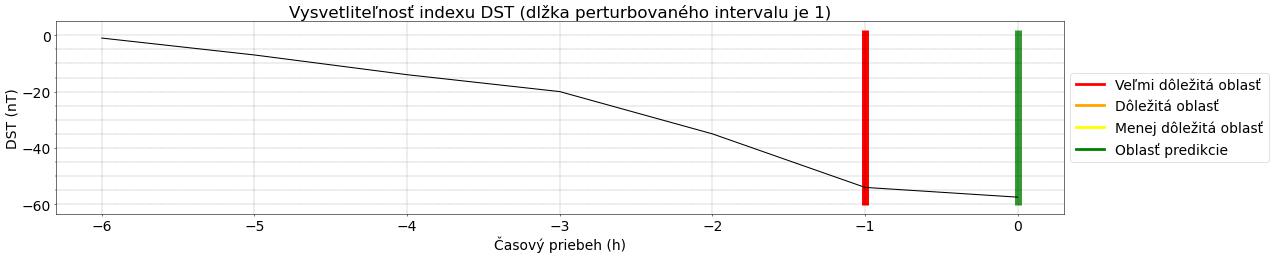 Vysvetliteľnosť indexu DST (dĺžka perturbovaného intervalu je 1)
DST (nT)
0
−20
−40
−60
−6 −5 −4 −3 −2 −1 0
Časový priebeh (h)
Veľmi dôležitá oblasť
Dôležitá oblasť
Menej dôležitá oblasť
Oblasť predikcie